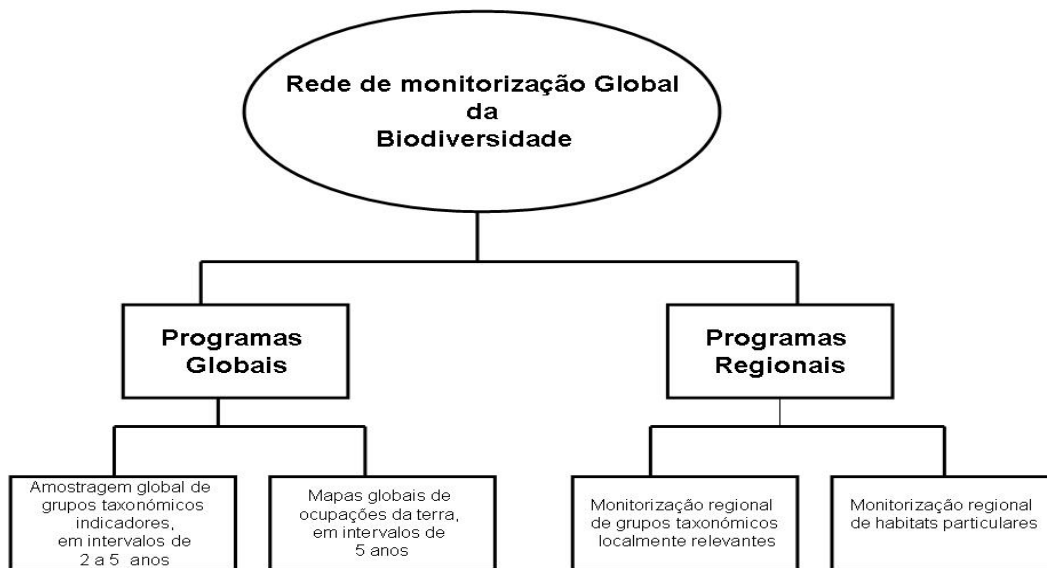 Rede de monitorização Global
da
Biodiversidade
Programas
Globais
Programas
Regionais
Amostragem global de
grupos taxonómicos
indicadores,
em intervalos de
2 a 5 anos
Mapas globais de
ocupações da terra,
em intervalos de
5 anos
Monitorização regional
de grupos taxonómicos
localmente relevantes
Monitorização regional
de habitats particulares